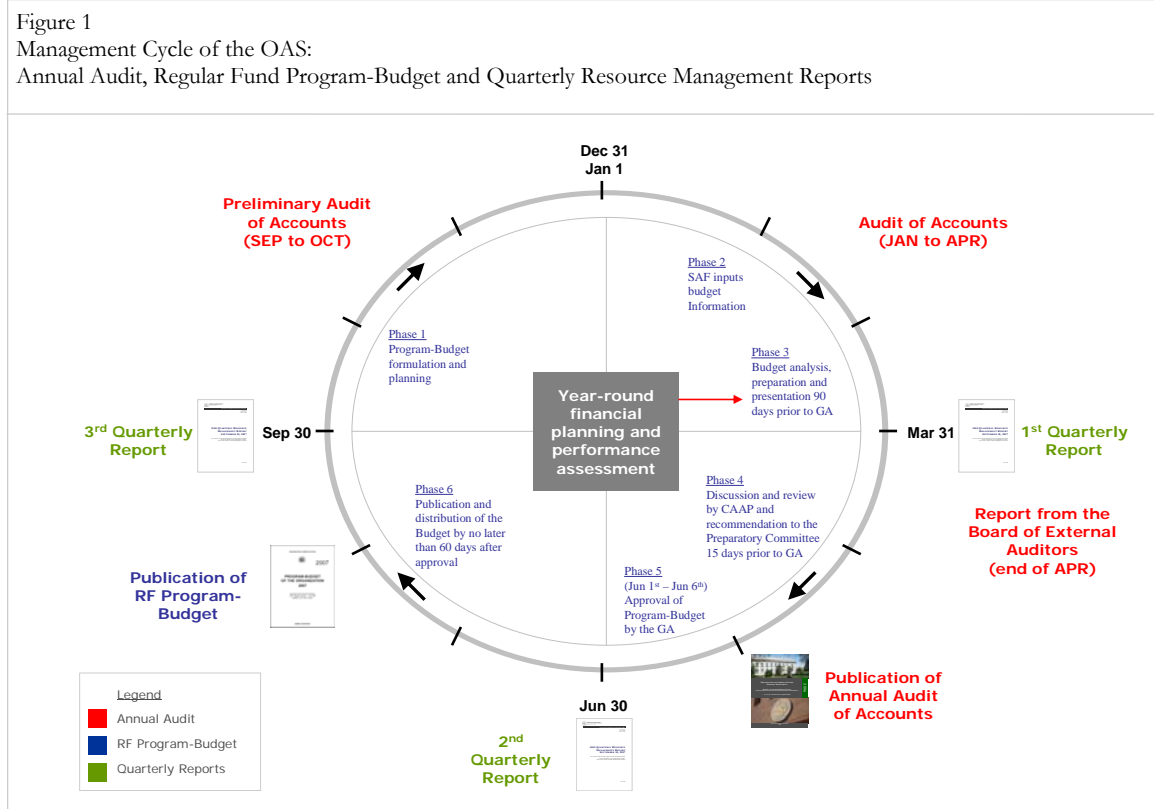 Figure 1
Management Cycle of the OAS:
Annual Audit, Regular Fund Program-Budget and Quarterly Resource Management Reports
Dec 31
Jan 1
Preliminary Audit
of Accounts
(SEP to OCT)
Audit of Accounts
(JAN to APR)
Phase 2
SAF inputs
budget
Information
Phase 1
Program-Budget
formulation and
planning
Phase 3
Budget analysis,
preparation and
presentation 90
days prior to GA
Year-round
financial
planning and
performance
assessment
3rd Quarterly
Report
Sep 30
Mar 31
1st Quarterly
Report
Phase 6
Publication and
distribution of the
Budget by no later
than 60 days after
approval
Phase 4
Discussion and review
by CAAP and
recommendation to the
Preparatory Committee
15 days prior to GA
Report from the
Board of External
Auditors
(end of APR)
Publication of
RF Program-
Budget
2007
PROGRAM-BUDGET
OF THE ORGANIZATION
2007
Phase 5
(Jun 1st – Jun 6th)
Approval of
Program-Budget
by the GA
Publication of
Annual Audit
of Accounts
Jun 30
2nd
Quarterly
Report
Legend
Annual Audit
RF Program-Budget
Quarterly Reports